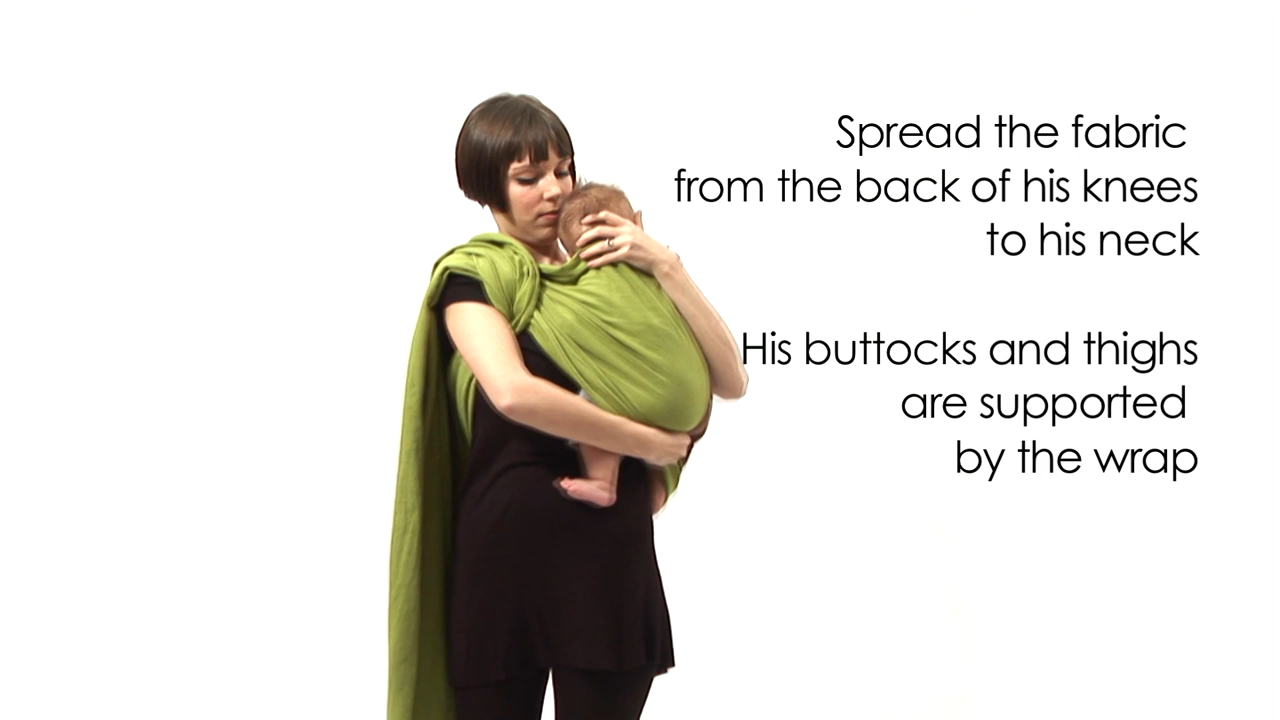 Spread the fabric
from the back of his knees
to his neck
His buttocks and thighs
are supported
by the wrap